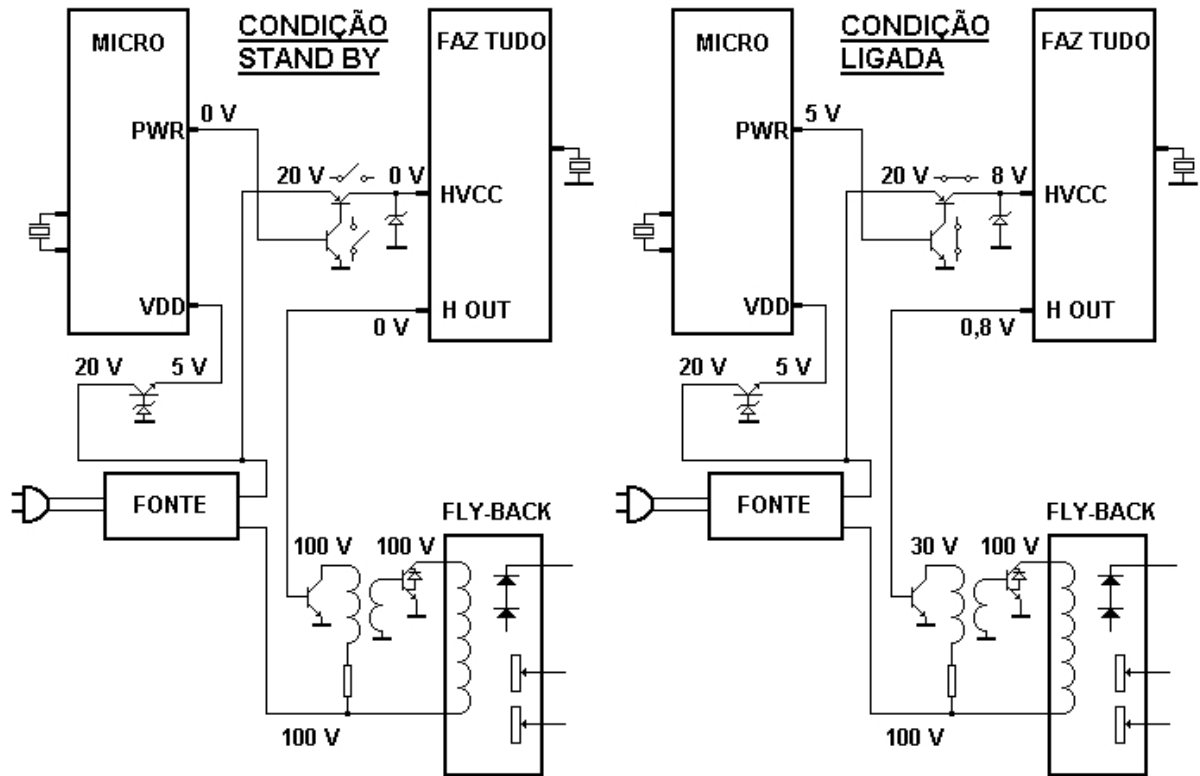 MICRO
CONDIÇÃO
STAND BY
FAZ TUDO
0 V
PWR
20 V
0 V
HVCC
VDD
H OUT
0 V
20 V
5 V
FONTE
FLY-BACK
100 V
100 V
100 V
MICRO
CONDIÇÃO
LIGADA
FAZ TUDO
5 V
PWR
20 V
8 V
HVCC
VDD
H OUT
0,8 V
20 V
5 V
FONTE
FLY-BACK
30 V
100 V
100 V